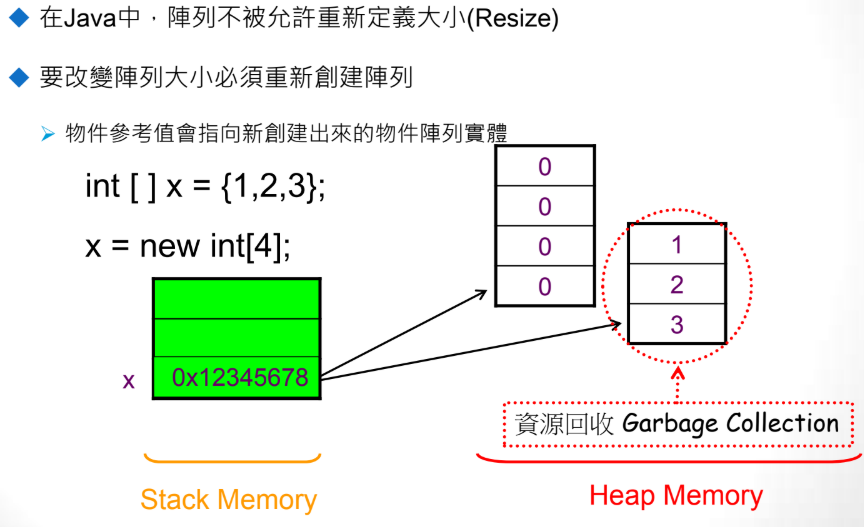 在Java中，陣列不被允許重新定義大小(Resize)
要改變陣列大小必須重新創建陣列
物件參考值會指向新創建出來的物件陣列實體
int [ ] x = {1,2,3};
x = new int[4];
0
0
0
0
1
2
3
x
0x12345678
資源回收 Garbage Collection
Stack Memory
Heap Memory